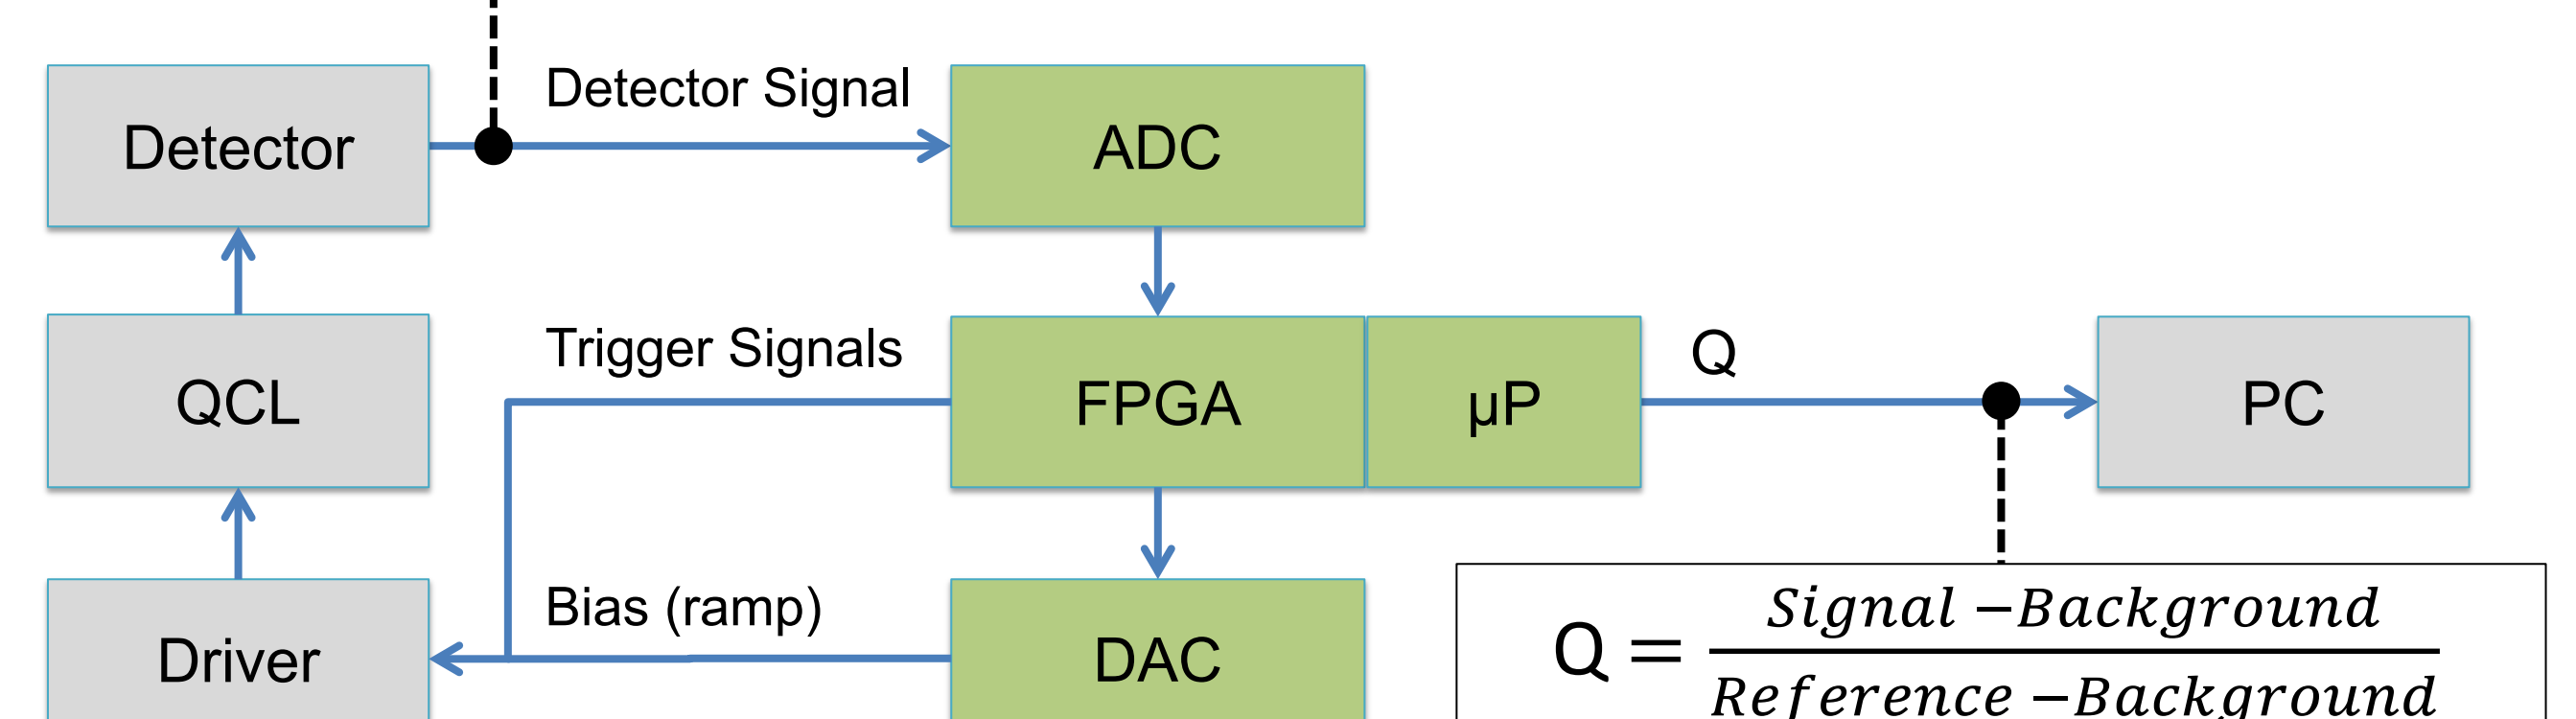 Detector
Detector Signal
ADC
QCL
Trigger Signals
FPGA
µP
Q
PC
Driver
Bias (ramp)
DAC
Q = Signal − Background
Reference − Background